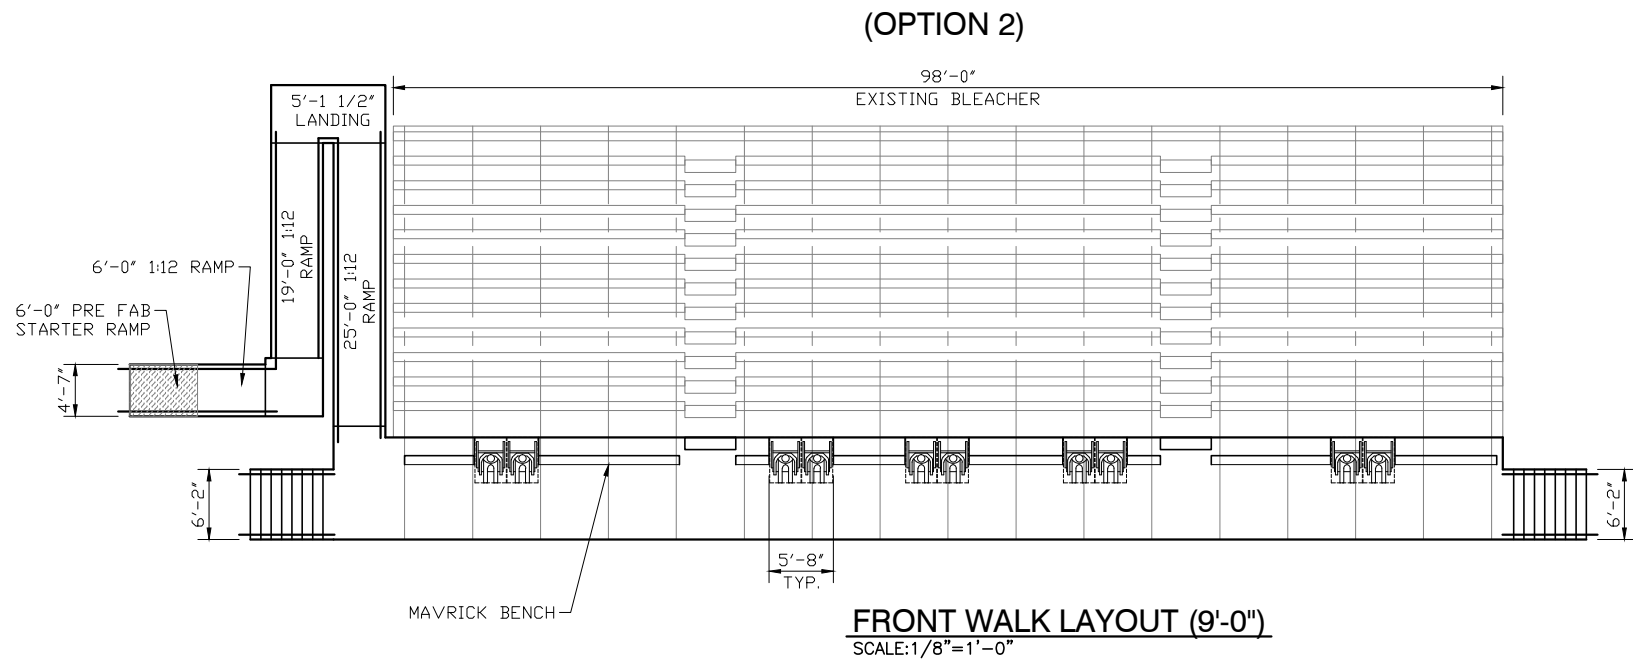 (OPTION 2)
98'-0"
EXISTING BLEACHER
5'-1 1/2"
LANDING
19'-0" 1:12
RAMP
25'-0" 1:12
RAMP
6'-0" 1:12 RAMP
6'-0" PRE FAB
STARTER RAMP
4'-7"
6'-2"
6'-2"
5'-8"
TYP.
MAVRICK BENCH
FRONT WALK LAYOUT (9'-0")
SCALE:1/8"=1'-0"